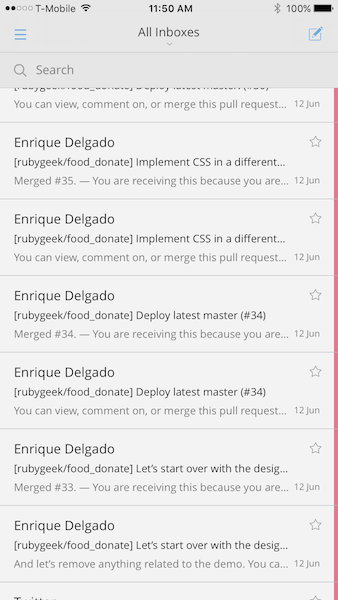 T-Mobile 11:50 AM 100%
All Inboxes
Search
[rubygeek/food_donate] Deploy latest master. (#36)
You can view, comment on, or merge this pull request... 12 Jun
Enrique Delgado
[rubygeek/food_donate] Implement CSS in a different...
Merged #35. — You are receiving this because you are... 12 Jun
Enrique Delgado
[rubygeek/food_donate] Implement CSS in a different...
You can view, comment on, or merge this pull request... 12 Jun
Enrique Delgado
[rubygeek/food_donate] Deploy latest master (#34)
Merged #34. — You are receiving this because you are... 12 Jun
Enrique Delgado
[rubygeek/food_donate] Deploy latest master (#34)
You can view, comment on, or merge this pull request... 12 Jun
Enrique Delgado
[rubygeek/food_donate] Let’s start over with the desig...
Merged #33. — You are receiving this because you are... 12 Jun
Enrique Delgado
[rubygeek/food_donate] Let’s start over with the desig...
And let’s remove anything related to the demo. You ca... 12 Jun
Twitter